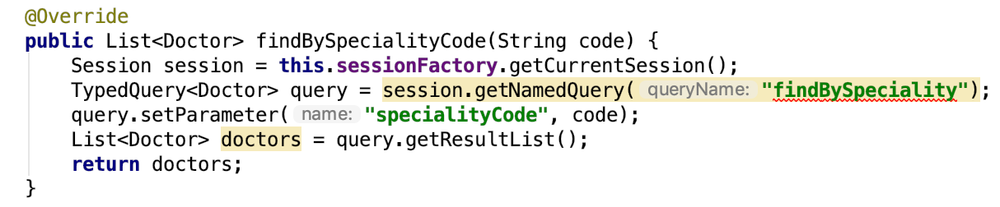 @Override
public List<Doctor> findBySpecialityCode(String code) {
    Session session = this.sessionFactory.getCurrentSession();
    TypedQuery<Doctor> query = session.getNamedQuery( queryName: "findBySpeciality");
    query.setParameter( name: "specialityCode", code);
    List<Doctor> doctors = query.getResultList();
    return doctors;
}